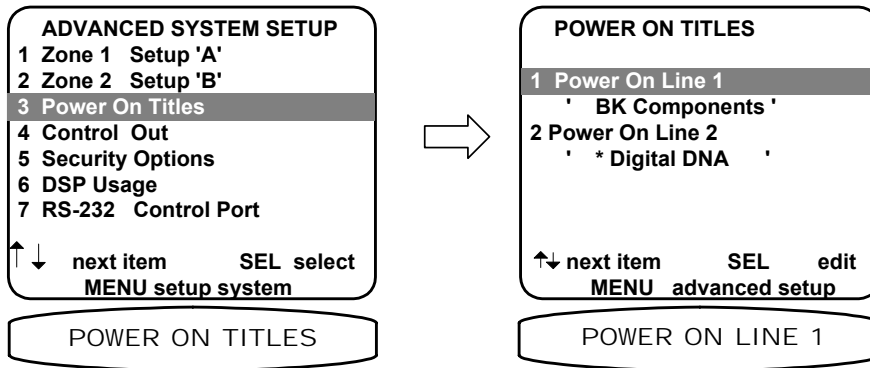 ADVANCED SYSTEM SETUP
1 Zone 1 Setup 'A'
2 Zone 2 Setup 'B'
3 Power On Titles
4 Control Out
5 Security Options
6 DSP Usage
7 RS-232 Control Port
↑ ↓ next item SEL select
MENU setup system
POWER ON TITLES
POWER ON TITLES
1 Power On Line 1
' BK Components '
2 Power On Line 2
' * Digital DNA '
↑↓ next item SEL edit
MENU advanced setup
POWER ON LINE 1